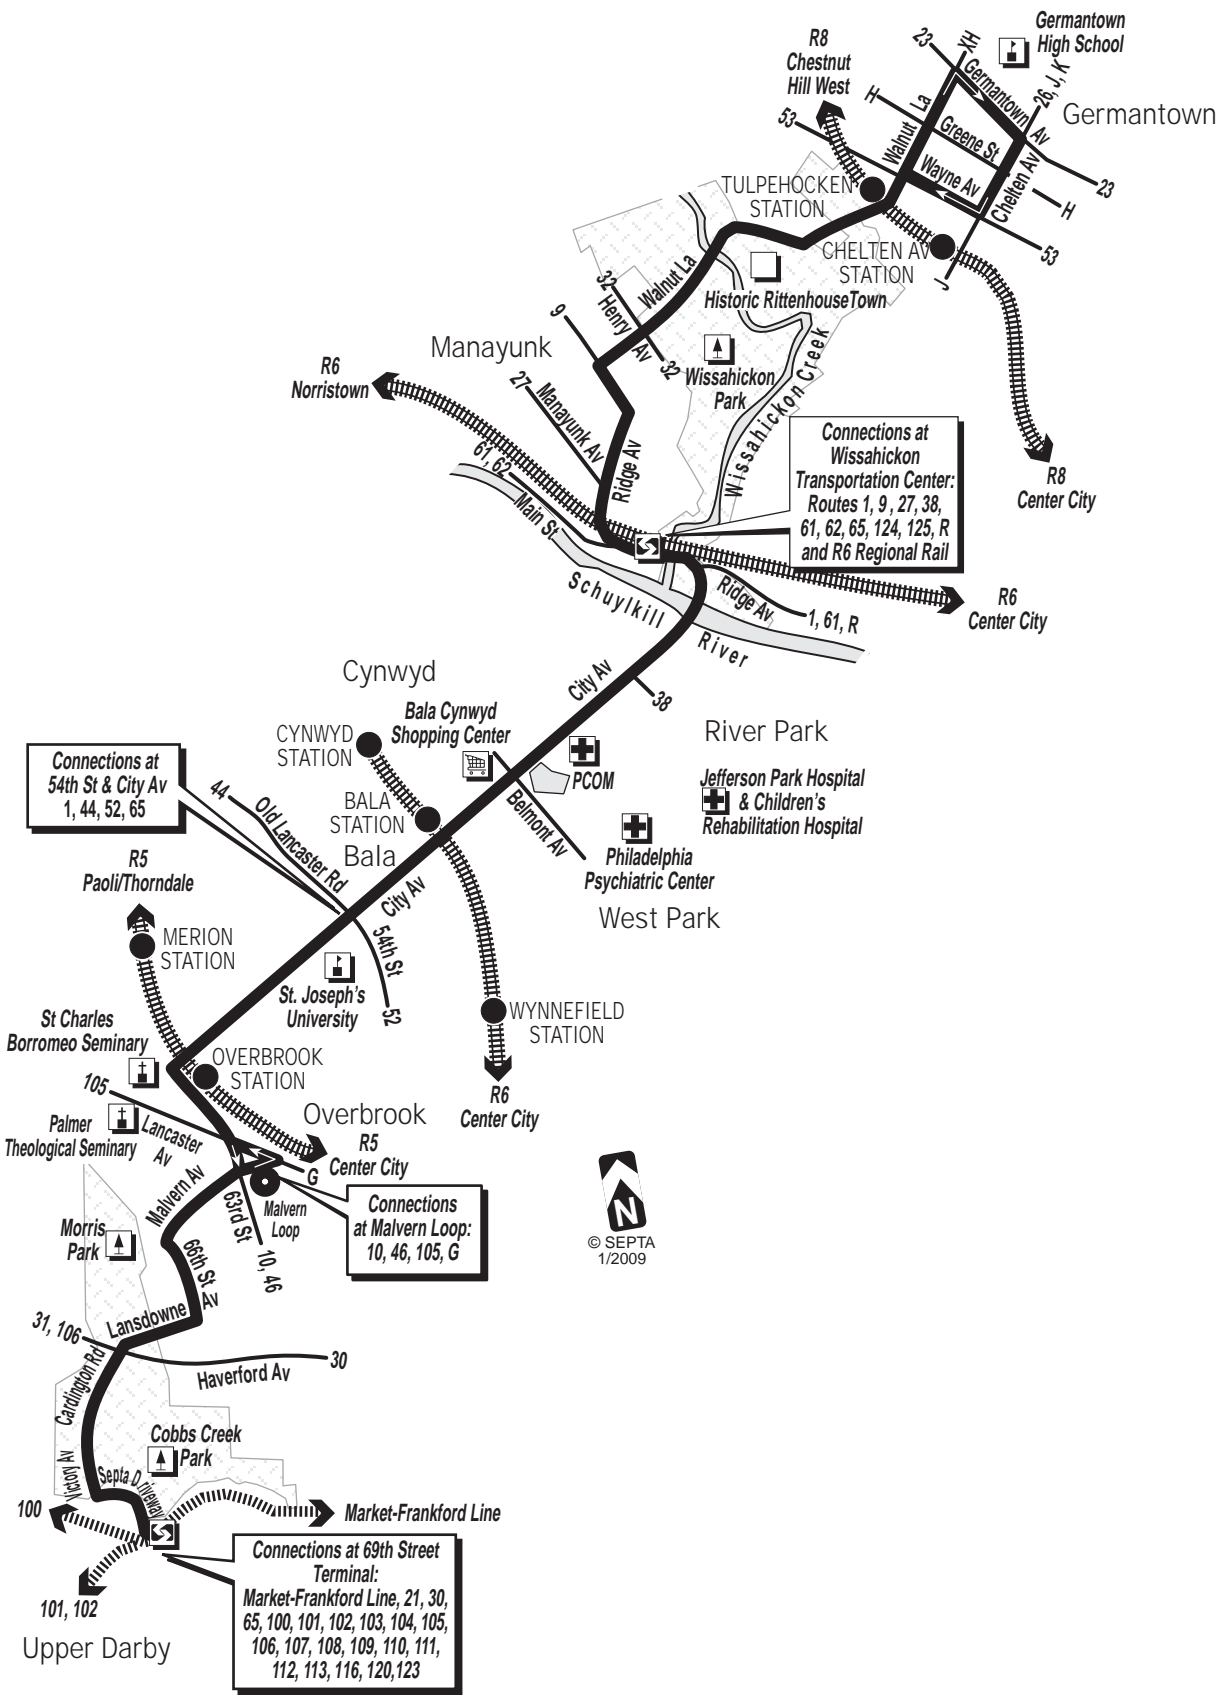 Germantown
High School
R8
Chestnut
Hill West
23
XH
26, J, K
Germantown
H
53
Walnut La
Germantown Av
Greene St
Wayne Av
Chelten Av
23
H
53
J
TULPEHOCKEN
STATION
CHELTEN AV
STATION
Walnut La
Historic RittenhouseTown
32
Henry Av
32
9
Manayunk
R6
Norristown
27
Manayunk Av
Wissahickon
Park
Wissahickon Creek
Connections at
Wissahickon
Transportation Center:
Routes 1, 9 , 27, 38,
61, 62, 65, 124, 125, R
and R6 Regional Rail
R8
Center City
61, 62
Ridge Av
Main St
Schuylkill River
Ridge Av
1, 61, R
R6
Center City
Cynwyd
City Av
38
Bala Cynwyd
Shopping Center
CYNWYD
STATION
River Park
PCOM
Jefferson Park Hospital
& Children's
Rehabilitation Hospital
Connections at
54th St & City Av
1, 44, 52, 65
44
Old Lancaster Rd
BALA
STATION
Bala
Belmont Av
Philadelphia
Psychiatric Center
West Park
R5
Paoli/Thorndale
City Av
MERION
STATION
54th St
St. Joseph's
University
52
WYNNEFIELD
STATION
St Charles
Borromeo Seminary
OVERBROOK
STATION
R6
Center City
105
Palmer
Theological Seminary
Lancaster
Av
Overbrook
R5
Center City
G
Malvern Av
63rd St
Malvern
Loop
Connections
at Malvern Loop:
10, 46, 105, G
N
© SEPTA
1/2009
Morris
Park
66th St
10, 46
Lansdowne Av
31, 106
30
Haverford Av
Cardington Rd
Cobbs Creek
Park
Victory Av
Septa Driveway
100
Market-Frankford Line
101, 102
Upper Darby
Connections at 69th Street
Terminal:
Market-Frankford Line, 21, 30,
65, 100, 101, 102, 103, 104, 105,
106, 107, 108, 109, 110, 111,
112, 113, 116, 120,123